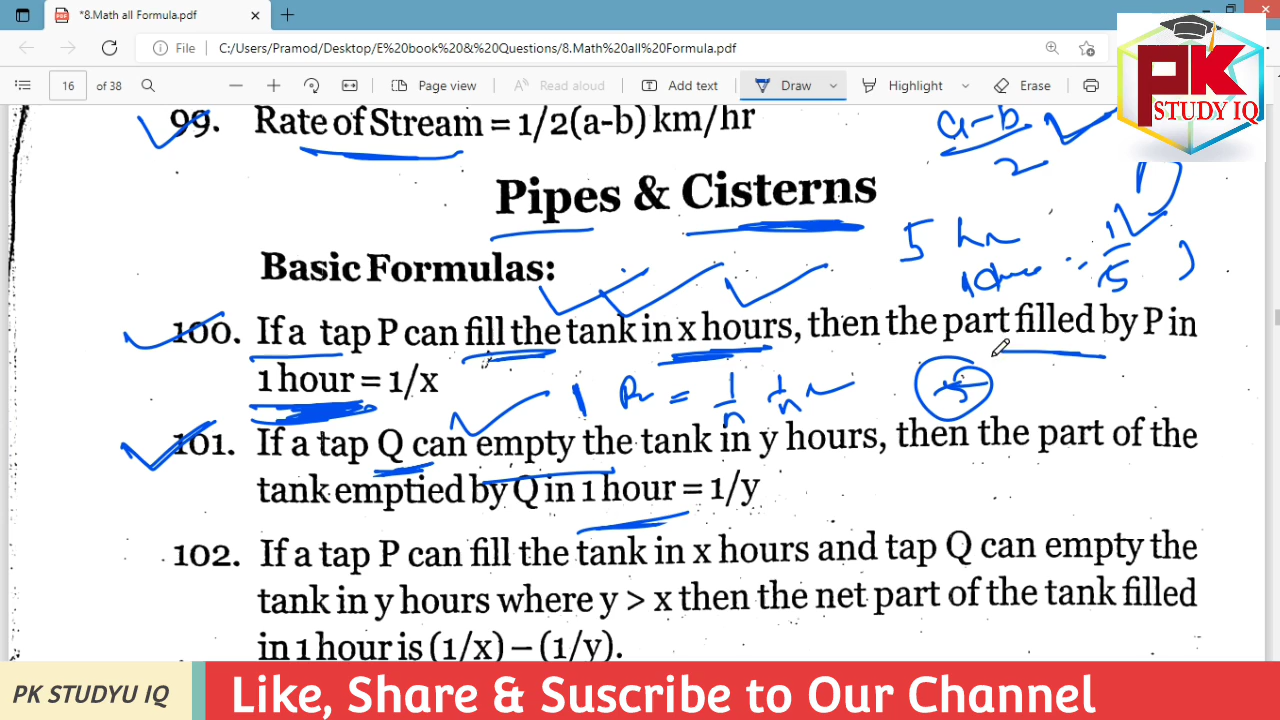 *8.Math all Formula.pdf
File C:/Users/Pramod/Desktop/E%20book%20&%20Questions/8.Math%20all%20Formula.pdf
16 of 38 Page view Read aloud Add text Draw Highlight Erase
PK
STUDY IQ
99. Rate of Stream = 1/2(a-b) km/hr
a-b
2
Pipes & Cisterns
5 hr
1
5
Basic Formulas:
100. If a tap P can fill the tank in x hours, then the part filled by P in
1 hour = 1/x
101. If a tap Q can empty the tank in y hours, then the part of the
tank emptied by Q in 1 hour = 1/y
102. If a tap P can fill the tank in x hours and tap Q can empty the
tank in y hours where y > x then the net part of the tank filled
in 1 hour is (1/x) – (1/y).
PK STUDYU IQ
Like, Share & Suscribe to Our Channel